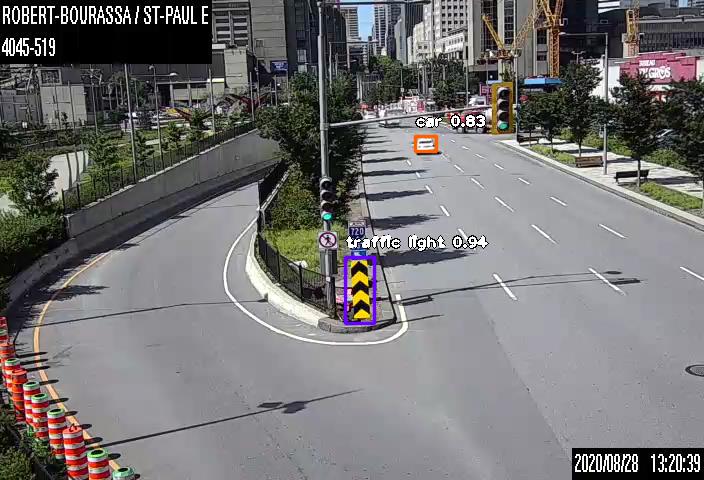 ROBERT-BOURASSA / ST-PAUL E
4045-519
car 0.83
720
traffic light 0.94
2020/08/28 13:20:39